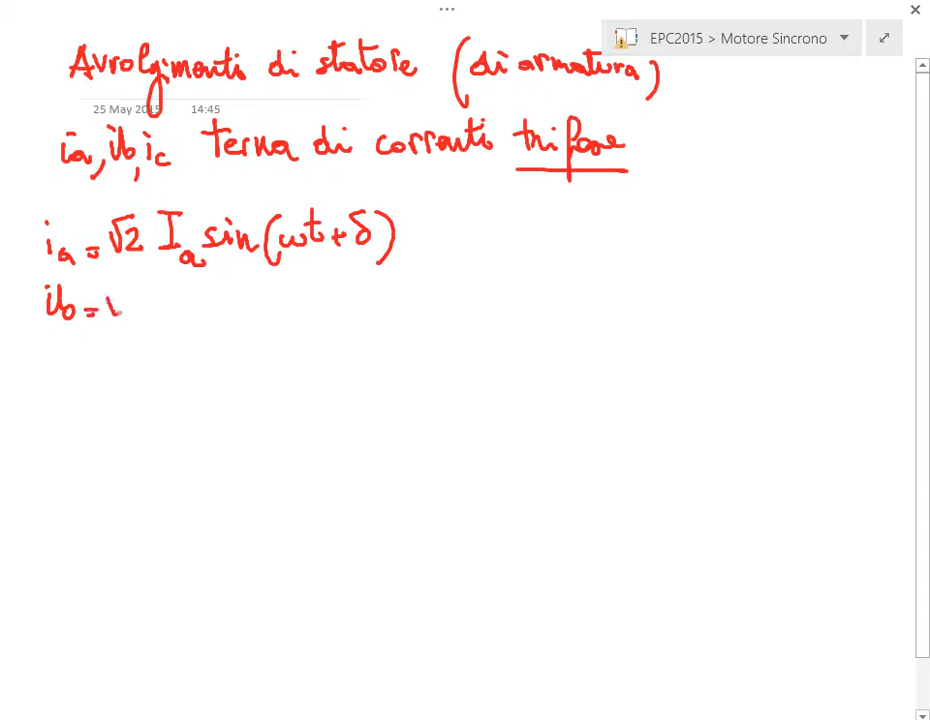 EPC2015 > Motore Sincrono
Avvolgimenti di statore (di armatura)
25 May 2015 14:45
ia, ib, ic terna di correnti trifase
ia = √2 Ia sin(ωt+δ)
ib =